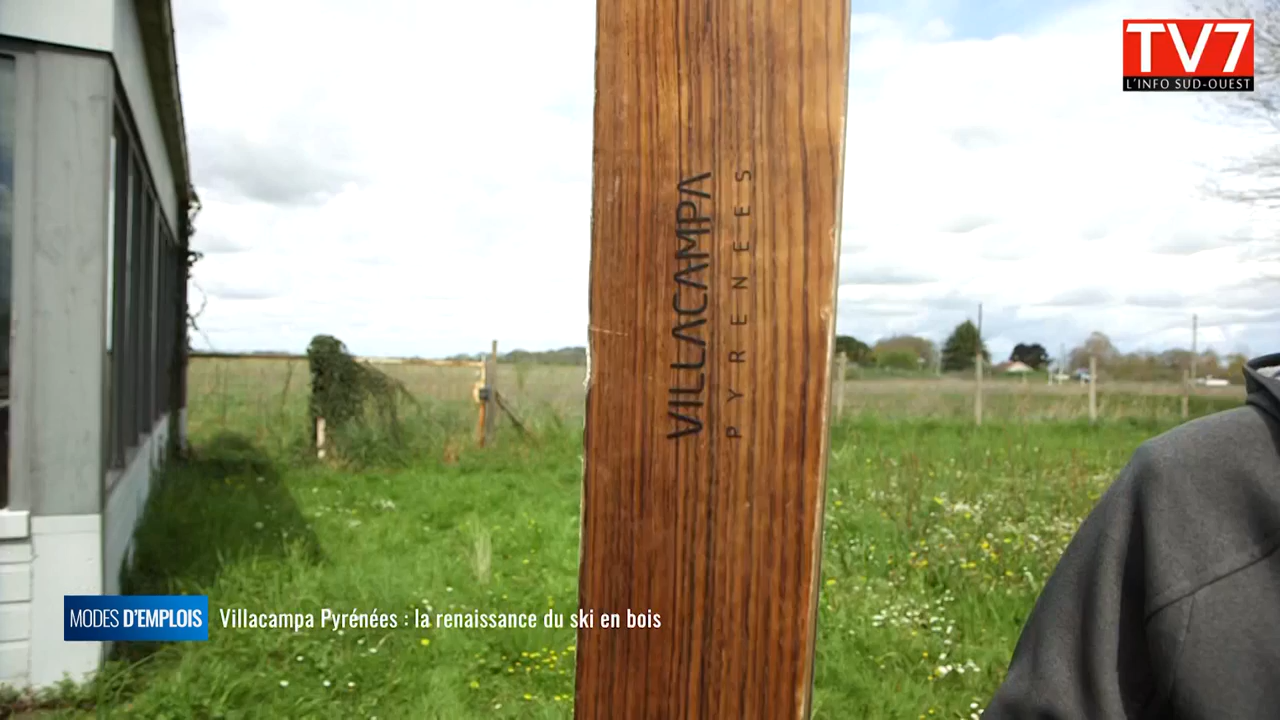 TV7
L'INFO SUD-OUEST
VILLACAMPA
PYRENEES
MODES D'EMPLOIS
Villacampa Pyrénées : la renaissance du ski en bois